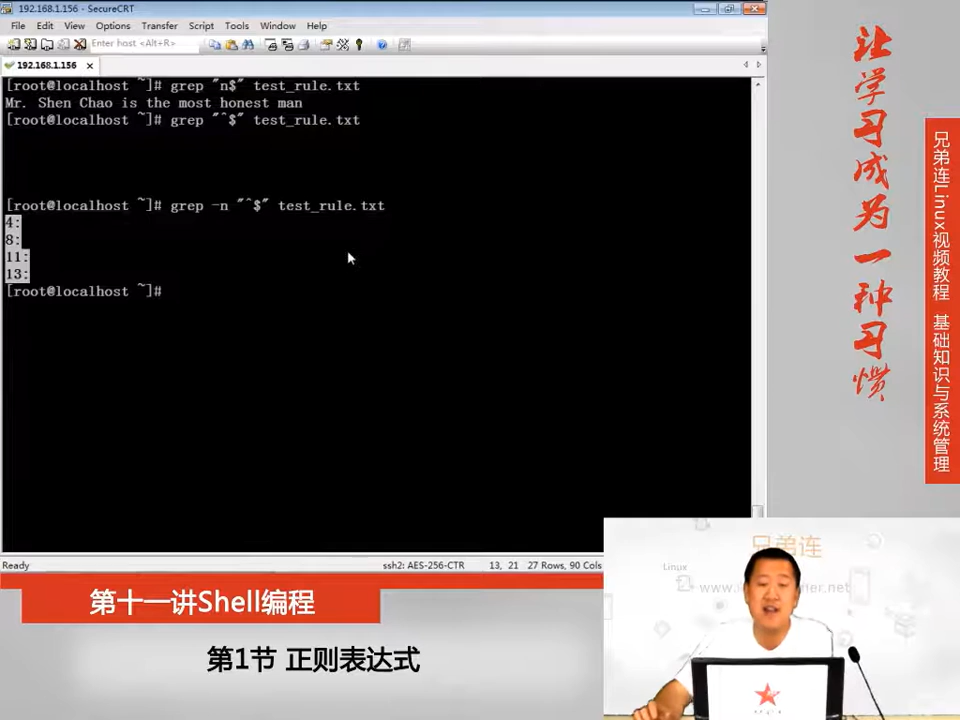 192.168.1.156 - SecureCRT
File Edit View Options Transfer Script Tools Window Help
Enter host <Alt+R>
192.168.1.156
[root@localhost ~]# grep "n$" test_rule.txt
Mr. Shen Chao is the most honest man
[root@localhost ~]# grep "^$" test_rule.txt
[root@localhost ~]# grep -n "^$" test_rule.txt
4:
8:
11:
13:
[root@localhost ~]#
Ready ssh2: AES-256-CTR 13, 21 27 Rows, 90 Cols
让学习成为一种习惯
兄弟连Linux视频教程 基础知识与系统管理
第十一讲Shell编程
第1节 正则表达式
兄弟连
Linux